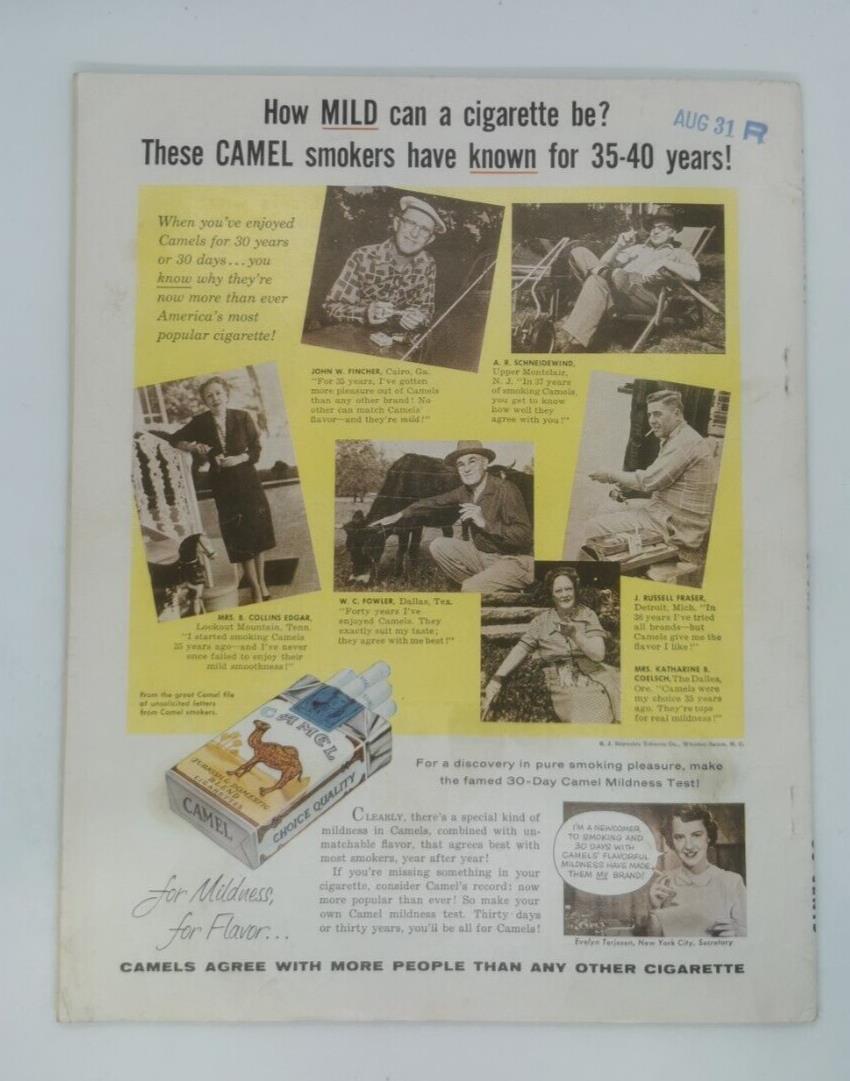 How MILD can a cigarette be?
AUG 31 R
These CAMEL smokers have known for 35-40 years!
When you've enjoyed
Camels for 30 years
or 30 days...you
know why they're
now more than ever
America's most
popular cigarette!
JOHN W. FINCHER, Cairo, Ga.
"For 35 years, I've gotten
more pleasure out of Camels
than any other brand! No
other can match Camels'
flavor—and they're mild!"
A. R. SCHNEIDEWIND,
Upper Montclair,
N. J. "In 37 years
of smoking Camels,
you get to know
how well they
agree with you!"
MRS. B. COLLINS EDGAR,
Lookout Mountain, Tenn.
"I started smoking Camels
35 years ago—and I've never
once failed to enjoy their
mild smoothness!"
W. C. FOWLER, Dallas, Tex.
"Forty years I've
enjoyed Camels. They
exactly suit my taste;
they agree with me best!"
J. RUSSELL FRASER,
Detroit, Mich. "In
36 years I've tried
all brands—but
Camels give me the
flavor I like!"
MRS. KATHARINE B.
COELSCH, The Dalles,
Ore. "Camels were
my choice 35 years
ago. They're tops
for real mildness!"
From the great Camel file
of unsolicited letters
from Camel smokers.
R. J. Reynolds Tobacco Co., Winston-Salem, N. C.
CAMEL
TURKISH & DOMESTIC
BLEND
CIGARETTES
CAMEL
CHOICE QUALITY
For a discovery in pure smoking pleasure, make
the famed 30-Day Camel Mildness Test!
CLEARLY, there's a special kind of
mildness in Camels, combined with un-
matchable flavor, that agrees best with
most smokers, year after year!
If you're missing something in your
cigarette, consider Camel's record: now
more popular than ever! So make your
own Camel mildness test. Thirty days
or thirty years, you'll be all for Camels!
I'M A NEWCOMER
TO SMOKING AND
30 DAYS WITH
CAMELS' FLAVORFUL
MILDNESS HAVE MADE
THEM MY BRAND!
Evelyn Terjesen, New York City, Secretary
for Mildness,
for Flavor...
CAMELS AGREE WITH MORE PEOPLE THAN ANY OTHER CIGARETTE